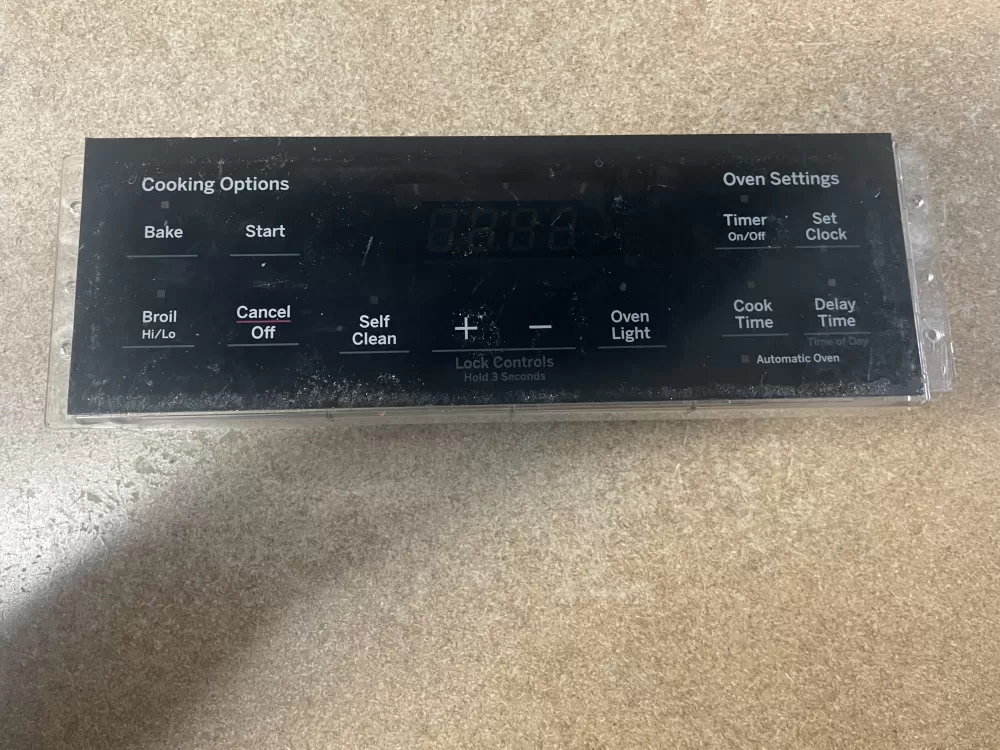 Cooking Options
Bake
Start
Broil
Hi/Lo
Cancel
Off
Self
Clean
+ −
Lock Controls
Hold 3 Seconds
Oven
Light
Oven Settings
Timer
On/Off
Set
Clock
Cook
Time
Delay
Time
Time of Day
Automatic Oven